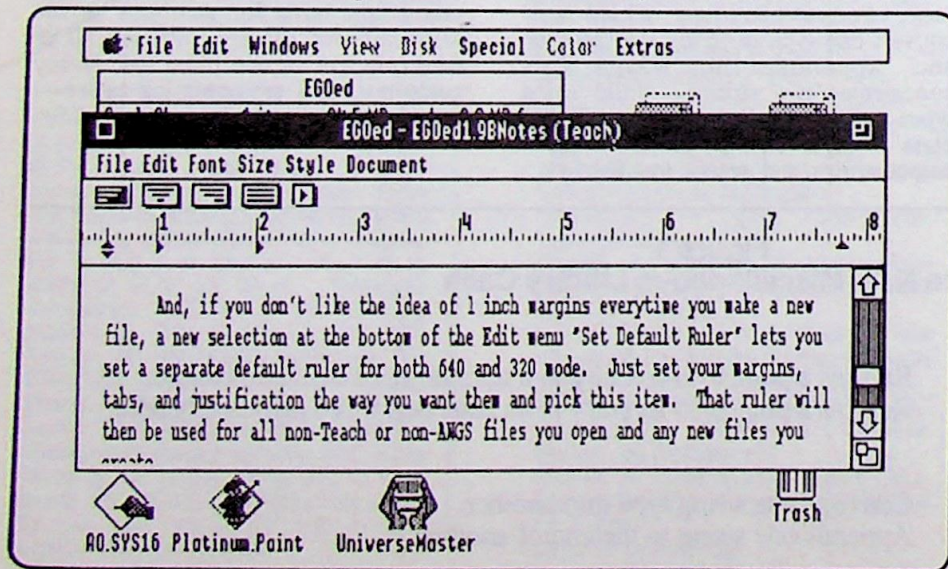 File Edit Windows View Disk Special Color Extras
EGOed
EGOed - EGOed1.9BNotes (Teach)
File Edit Font Size Style Document
1 2 3 4 5 6 7 8
And, if you don't like the idea of 1 inch margins everytime you make a new
file, a new selection at the bottom of the Edit menu "Set Default Ruler" lets you
set a separate default ruler for both 640 and 320 mode. Just set your margins,
tabs, and justification the way you want them and pick this item. That ruler will
then be used for all non-Teach or non-AWGS files you open and any new files you
Trash
AO.SYS16 Platinum.Paint UniverseMaster